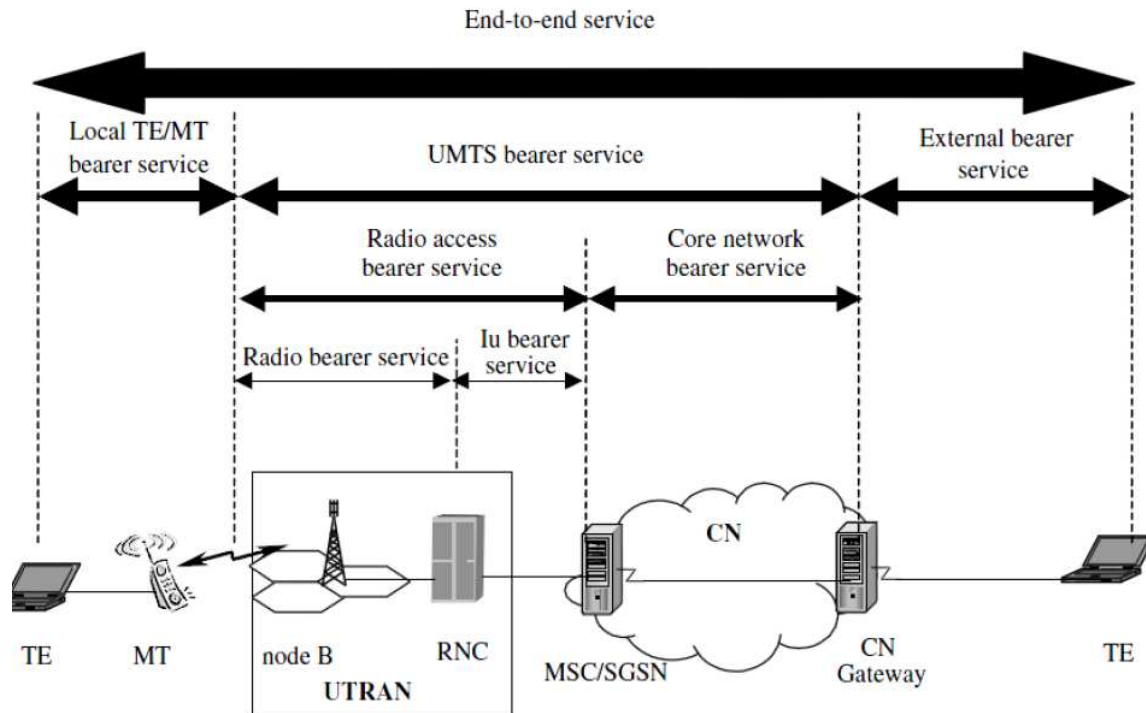 End-to-end service
Local TE/MT
bearer service
UMTS bearer service
External bearer
service
Radio access
bearer service
Core network
bearer service
Radio bearer service
Iu bearer
service
CN
TE
MT
node B
RNC
MSC/SGSN
CN
Gateway
TE
UTRAN